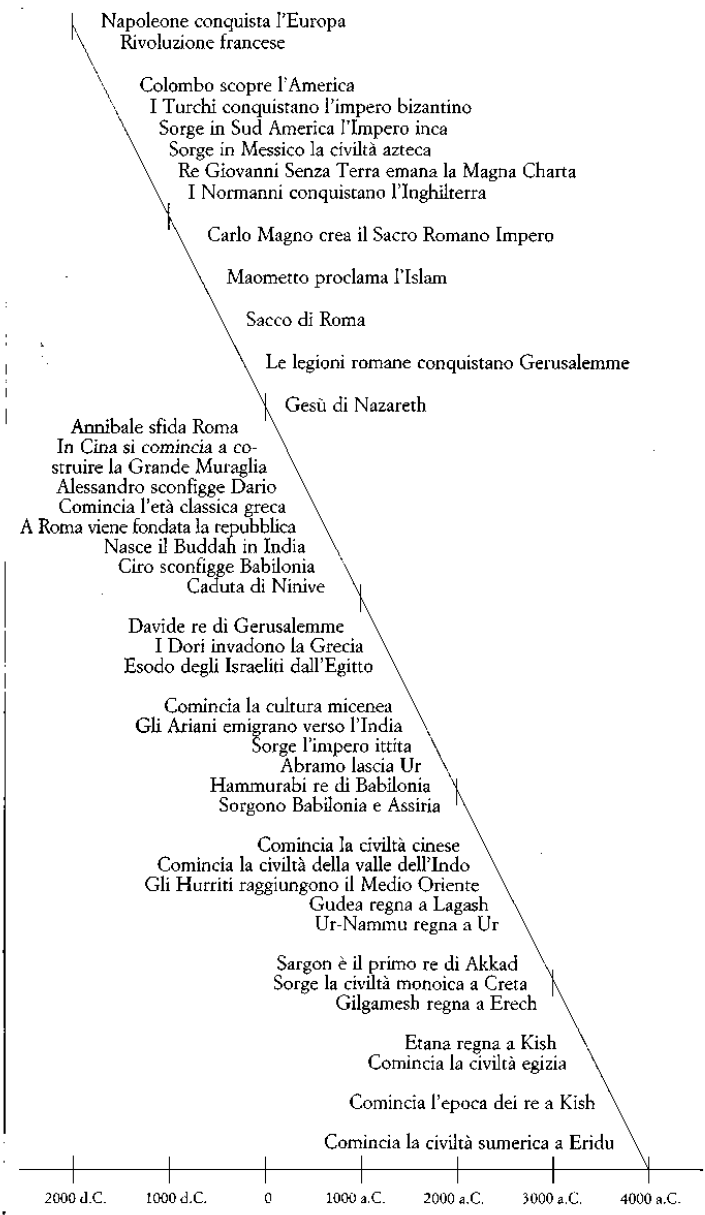 Napoleone conquista l'Europa
Rivoluzione francese
Colombo scopre l'America
I Turchi conquistano l'impero bizantino
Sorge in Sud America l'Impero inca
Sorge in Messico la civiltà azteca
Re Giovanni Senza Terra emana la Magna Charta
I Normanni conquistano l'Inghilterra
Carlo Magno crea il Sacro Romano Impero
Maometto proclama l'Islam
Sacco di Roma
Le legioni romane conquistano Gerusalemme
Gesù di Nazareth
Annibale sfida Roma
In Cina si comincia a co-
struire la Grande Muraglia
Alessandro sconfigge Dario
Comincia l'età classica greca
A Roma viene fondata la repubblica
Nasce il Buddah in India
Ciro sconfigge Babilonia
Caduta di Ninive
Davide re di Gerusalemme
I Dori invadono la Grecia
Esodo degli Israeliti dall'Egitto
Comincia la cultura micenea
Gli Ariani emigrano verso l'India
Sorge l'impero ittita
Abramo lascia Ur
Hammurabi re di Babilonia
Sorgono Babilonia e Assiria
Comincia la civiltà cinese
Comincia la civiltà della valle dell'Indo
Gli Hurriti raggiungono il Medio Oriente
Gudea regna a Lagash
Ur-Nammu regna a Ur
Sargon è il primo re di Akkad
Sorge la civiltà monoica a Creta
Gilgamesh regna a Erech
Etana regna a Kish
Comincia la civiltà egizia
Comincia l'epoca dei re a Kish
Comincia la civiltà sumerica a Eridu
2000 d.C. 1000 d.C. 0 1000 a.C. 2000 a.C. 3000 a.C. 4000 a.C.